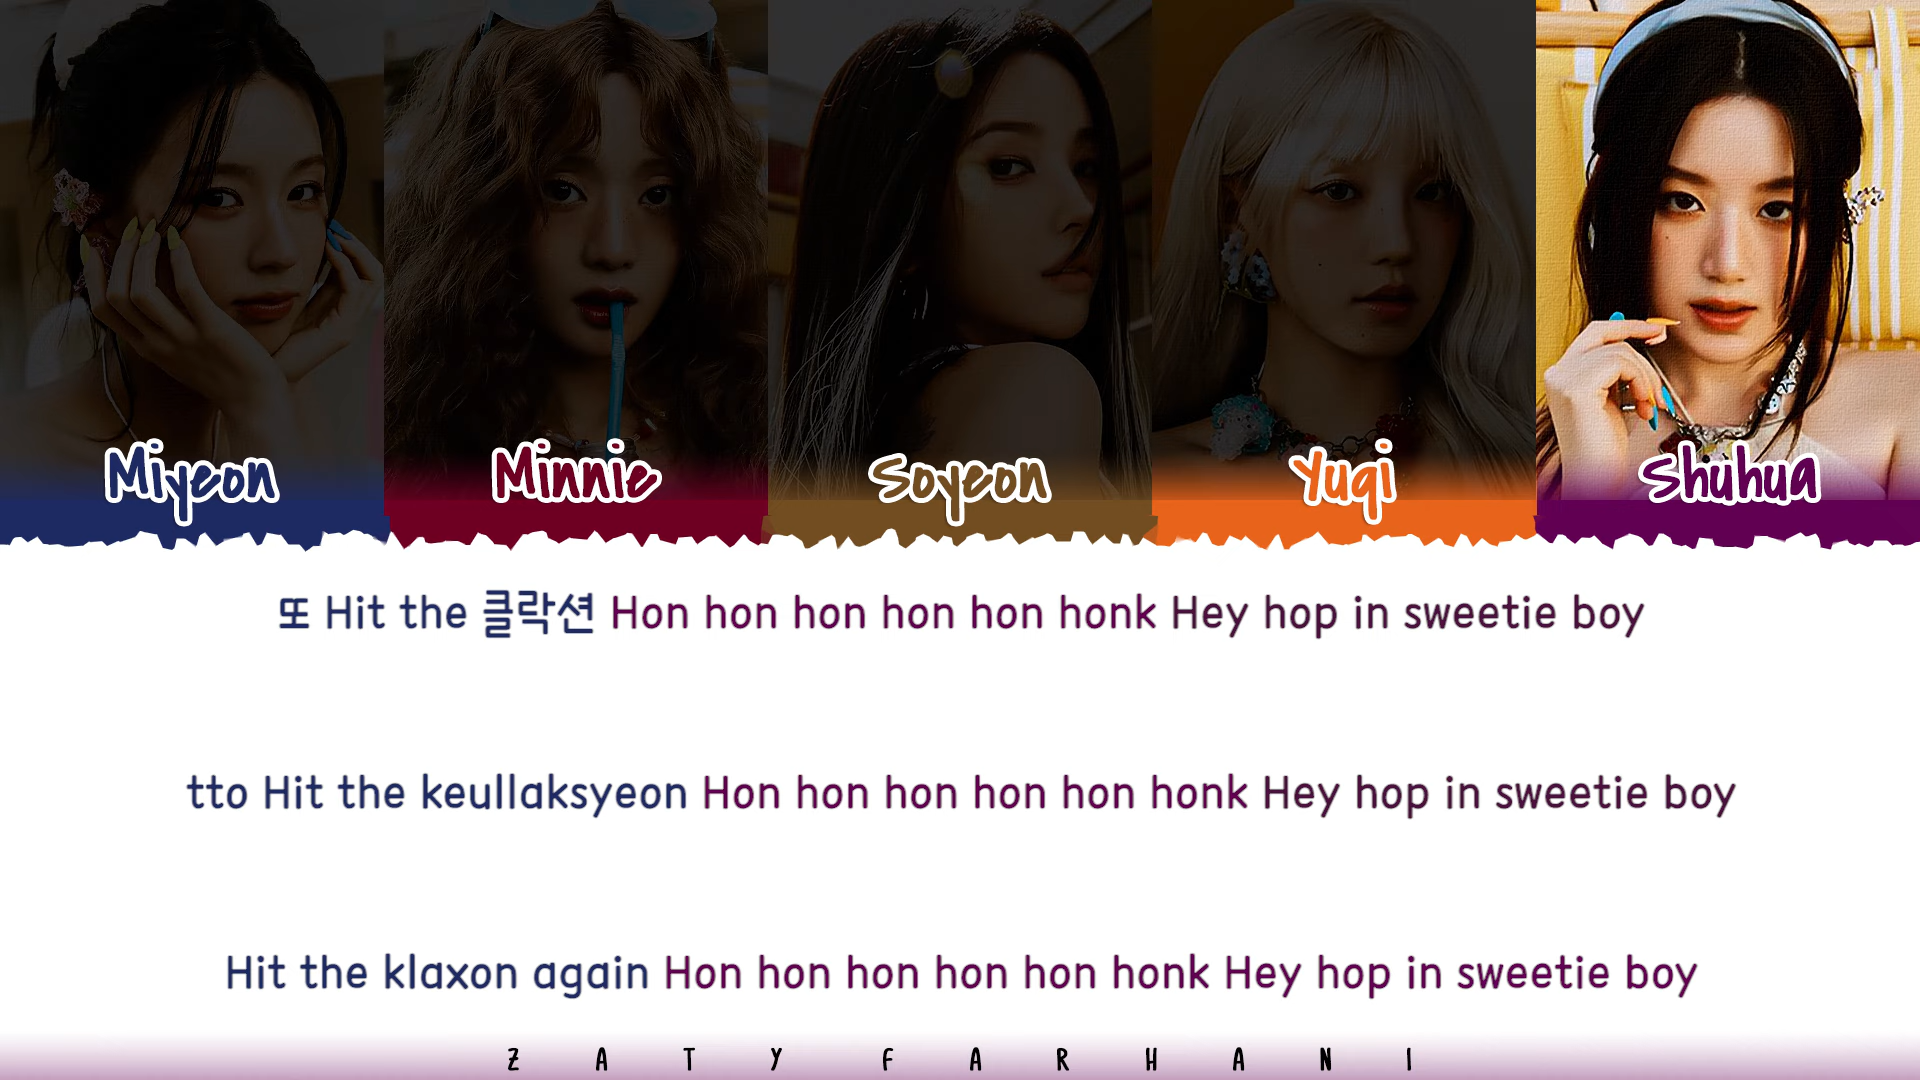 Miyeon Minnie Soyeon Yuqi Shuhua
또 Hit the 클락션 Hon hon hon hon hon honk Hey hop in sweetie boy
tto Hit the keullaksyeon Hon hon hon hon hon honk Hey hop in sweetie boy
Hit the klaxon again Hon hon hon hon hon honk Hey hop in sweetie boy
ZATY FARHANI